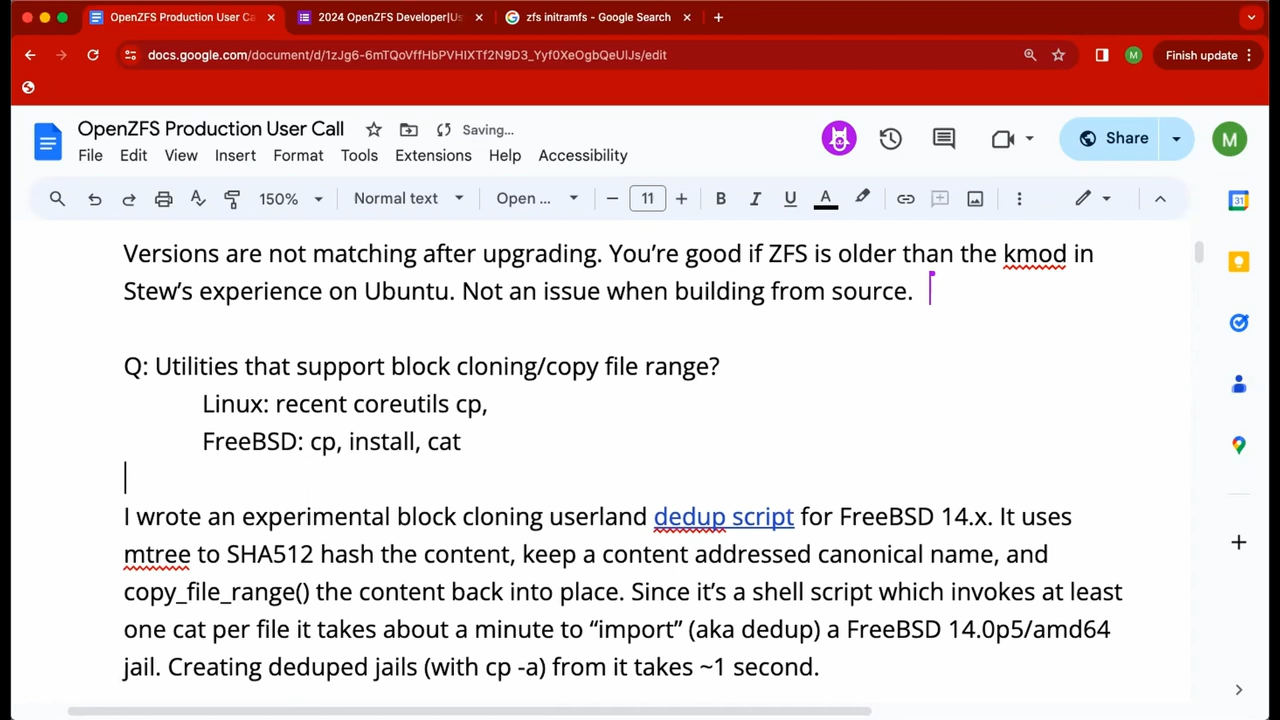 OpenZFS Production User Ca
2024 OpenZFS Developer|Us
zfs initramfs - Google Search
docs.google.com/document/d/1zJg6-6mTQoVffHbPVHIXTf2N9D3_Yyf0XeOgbQeUlJs/edit
M
Finish update
OpenZFS Production User Call
Saving...
File Edit View Insert Format Tools Extensions Help Accessibility
Share
M
150% Normal text Open ... 11 B I U A
Versions are not matching after upgrading. You’re good if ZFS is older than the kmod in
Stew’s experience on Ubuntu. Not an issue when building from source.
Q: Utilities that support block cloning/copy file range?
Linux: recent coreutils cp,
FreeBSD: cp, install, cat
I wrote an experimental block cloning userland dedup script for FreeBSD 14.x. It uses
mtree to SHA512 hash the content, keep a content addressed canonical name, and
copy_file_range() the content back into place. Since it’s a shell script which invokes at least
one cat per file it takes about a minute to “import” (aka dedup) a FreeBSD 14.0p5/amd64
jail. Creating deduped jails (with cp -a) from it takes ~1 second.